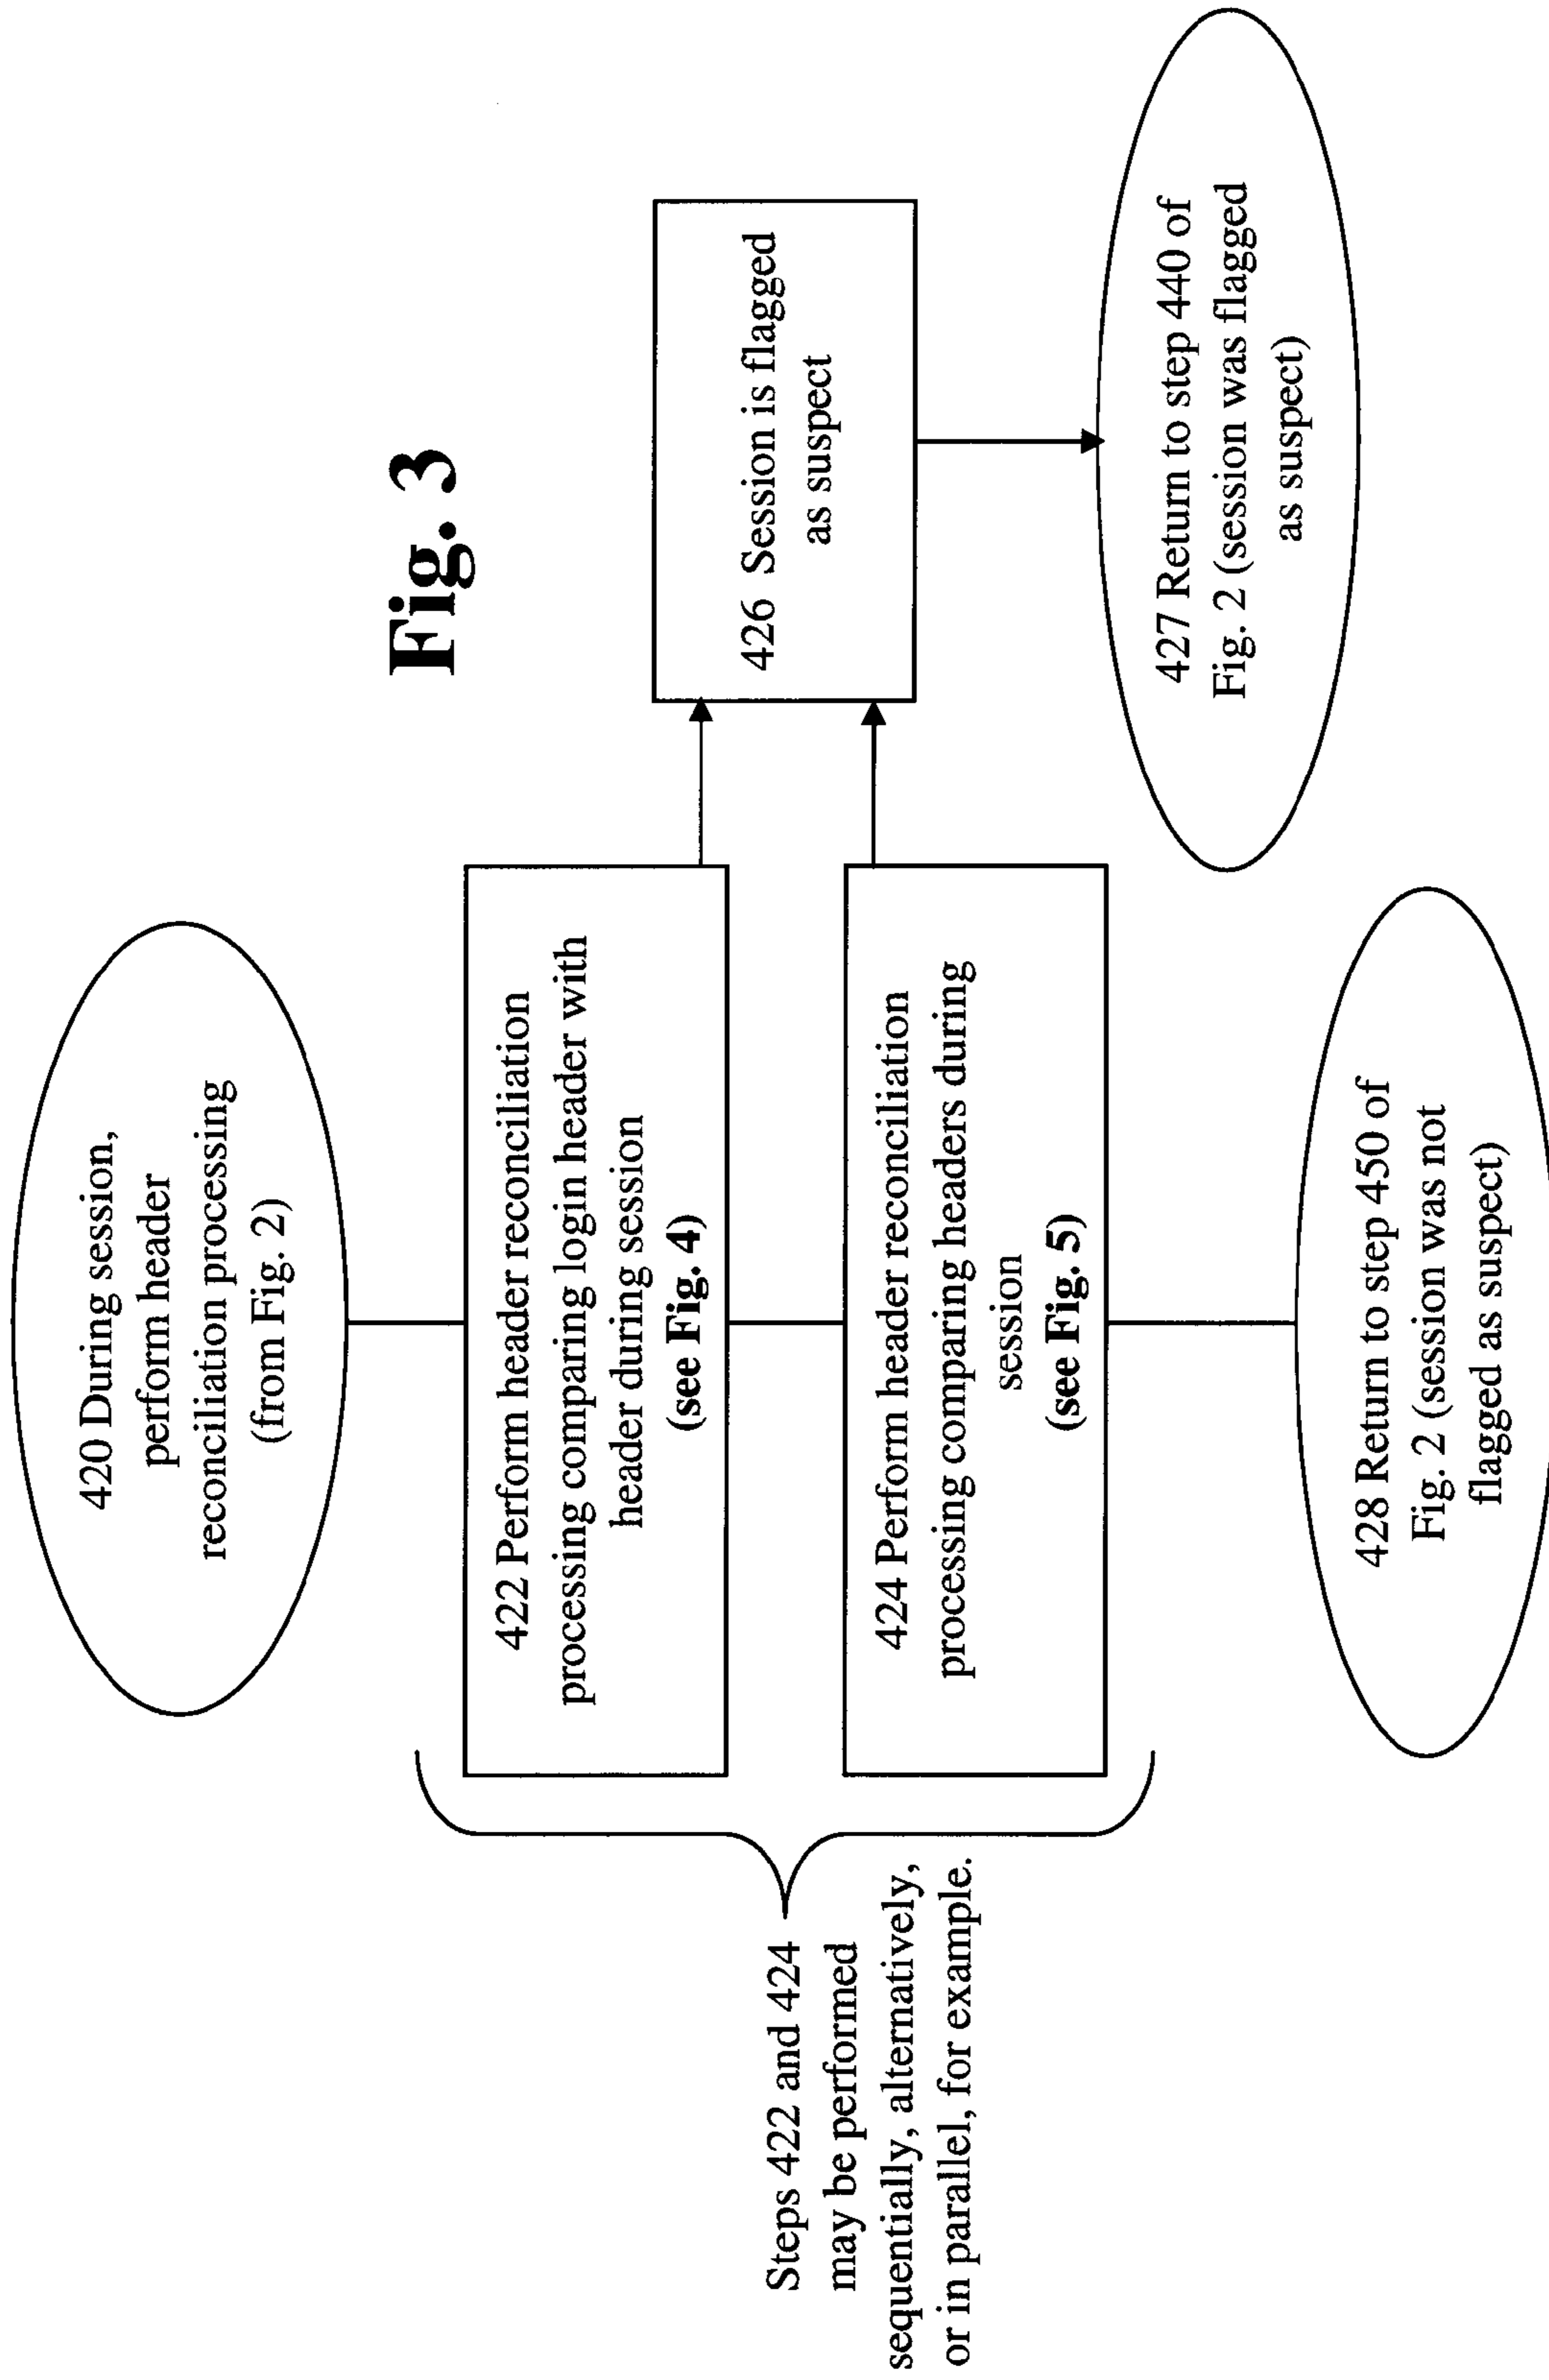 Fig. 3
420 During session,
perform header
reconciliation processing
(from Fig. 2)
422 Perform header reconciliation
processing comparing login header with
header during session
(see Fig. 4)
426 Session is flagged
as suspect
Steps 422 and 424
may be performed
sequentially, alternatively,
or in parallel, for example.
424 Perform header reconciliation
processing comparing headers during
session
(see Fig. 5)
427 Return to step 440 of
Fig. 2 (session was flagged
as suspect)
428 Return to step 450 of
Fig. 2 (session was not
flagged as suspect)